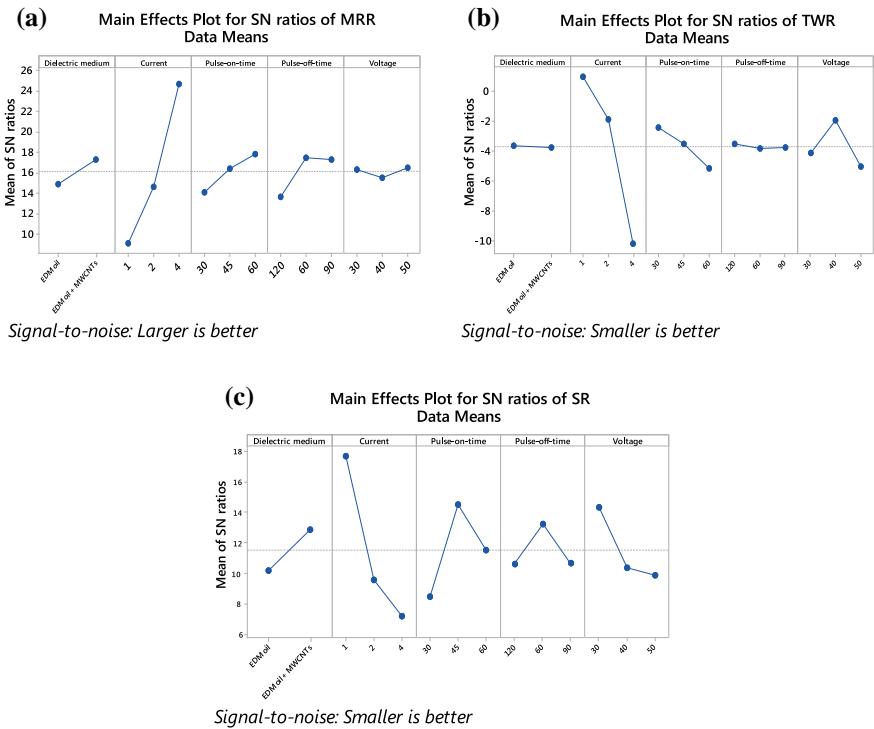 (a)
Main Effects Plot for SN ratios of MRR
Data Means
Dielectric medium Current Pulse-on-time Pulse-off-time Voltage
Mean of SN ratios
26
24
22
20
18
16
14
12
10
EDM oil EDM oil + MWCNTs 1 2 4 30 45 60 120 60 90 30 40 50
Signal-to-noise: Larger is better
(b)
Main Effects Plot for SN ratios of TWR
Data Means
Dielectric medium Current Pulse-on-time Pulse-off-time Voltage
Mean of SN ratios
0
-2
-4
-6
-8
-10
EDM oil EDM oil + MWCNTs 1 2 4 30 45 60 120 60 90 30 40 50
Signal-to-noise: Smaller is better
(c)
Main Effects Plot for SN ratios of SR
Data Means
Dielectric medium Current Pulse-on-time Pulse-off-time Voltage
Mean of SN ratios
18
16
14
12
10
8
6
EDM oil EDM oil + MWCNTs 1 2 4 30 45 60 120 60 90 30 40 50
Signal-to-noise: Smaller is better